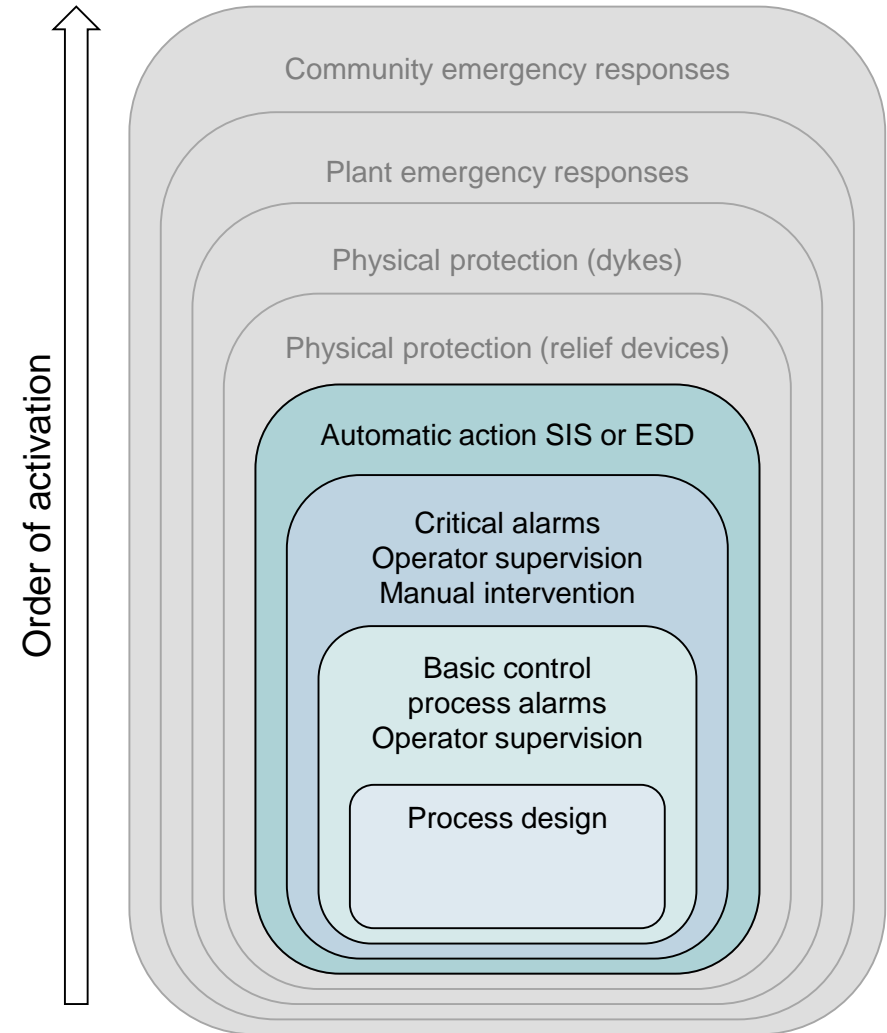 Order of activation
Community emergency responses
Plant emergency responses
Physical protection (dykes)
Physical protection (relief devices)
Automatic action SIS or ESD
Critical alarms
Operator supervision
Manual intervention
Basic control
process alarms
Operator supervision
Process design